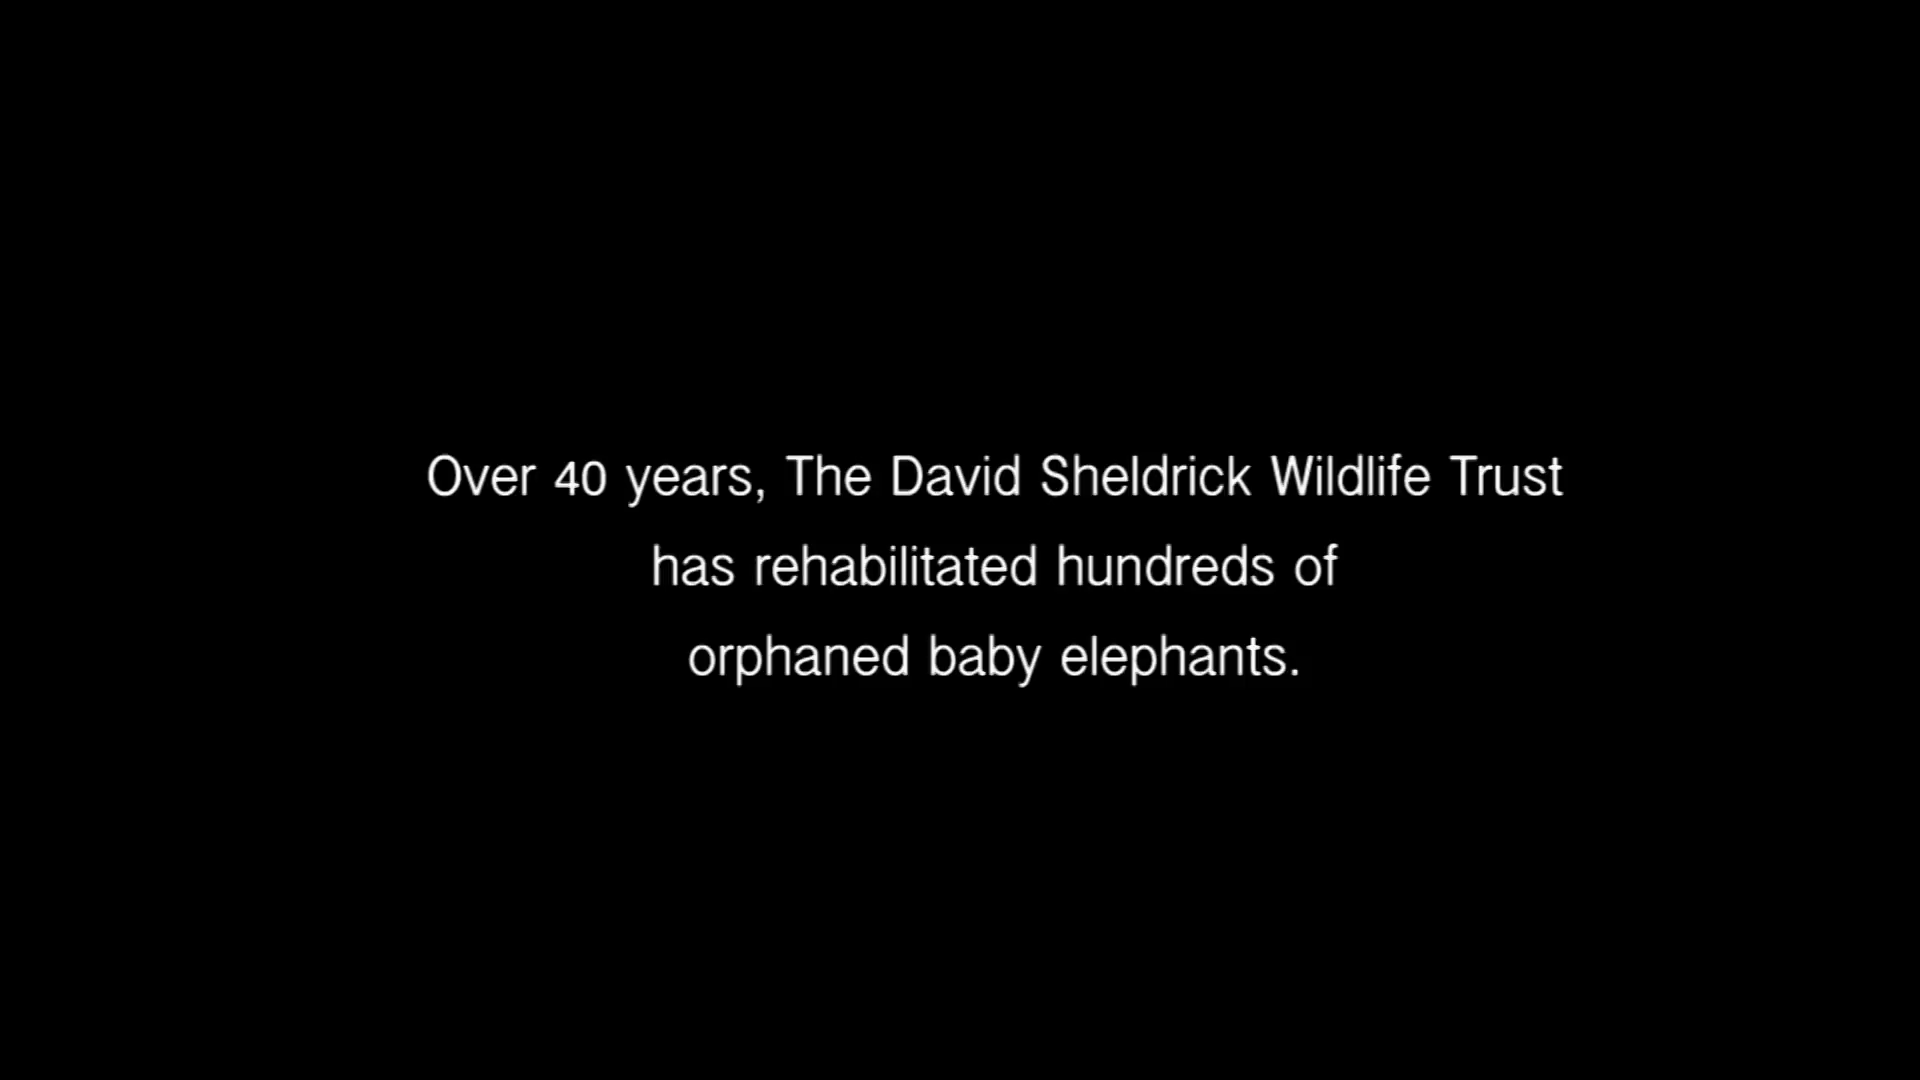 Over 40 years, The David Sheldrick Wildlife Trust
has rehabilitated hundreds of
orphaned baby elephants.